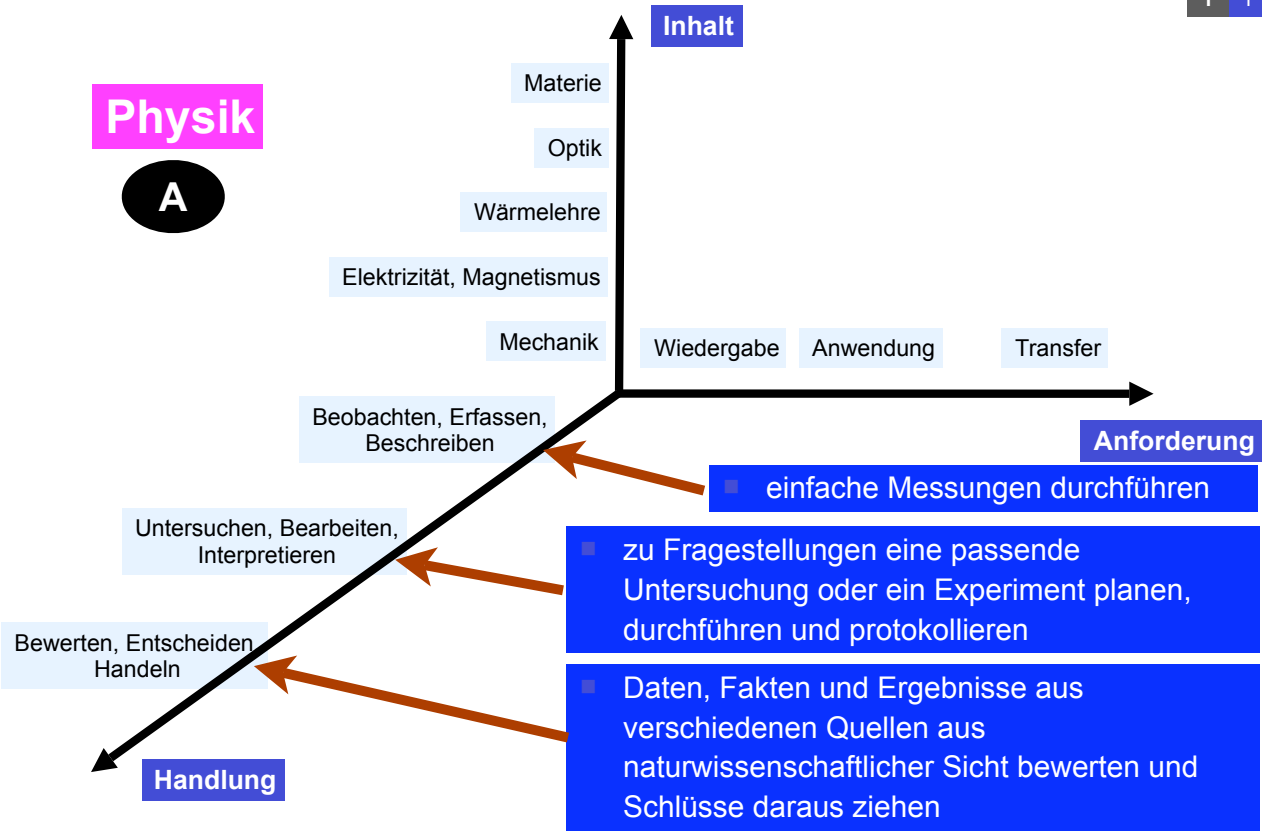 Inhalt
Physik
A
Materie
Optik
Wärmelehre
Elektrizität, Magnetismus
Mechanik
Wiedergabe
Anwendung
Transfer
Anforderung
Beobachten, Erfassen,
Beschreiben
einfache Messungen durchführen
Untersuchen, Bearbeiten,
Interpretieren
zu Fragestellungen eine passende
Untersuchung oder ein Experiment planen,
durchführen und protokollieren
Bewerten, Entscheiden
Handeln
Daten, Fakten und Ergebnisse aus
verschiedenen Quellen aus
naturwissenschaftlicher Sicht bewerten und
Schlüsse daraus ziehen
Handlung